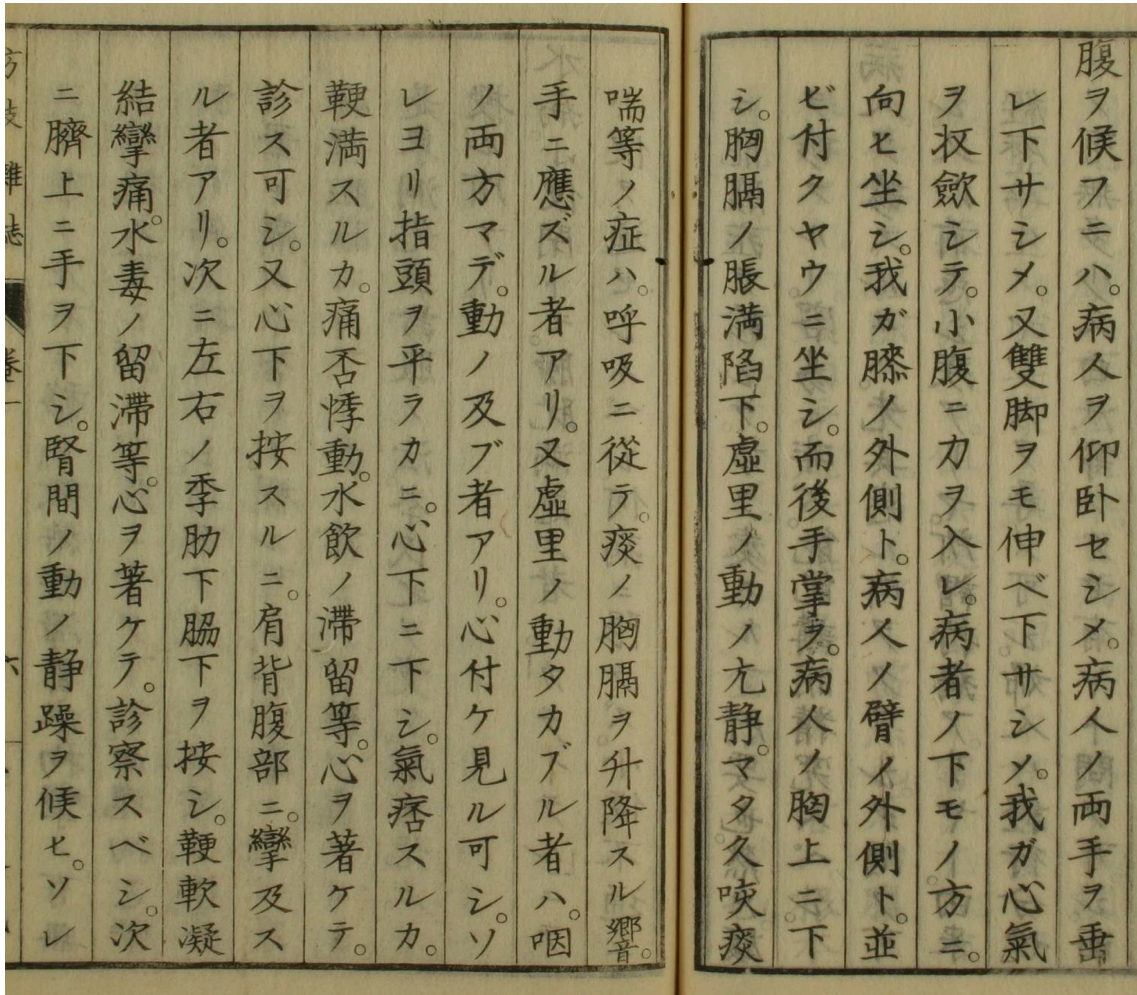 腹ヲ候フニハ。病人ヲ仰卧セシメ。病人ノ両手ヲ垂
レ下サシメ。又雙脚ヲモ伸ベ下サシメ。我ガ心氣
ヲ収歛シテ。小腹ニ力ヲ入レ。病者ノ下モノ方ニ。
向ヒ坐シ。我ガ膝ノ外側ト。病人ノ臂ノ外側ト。並
ビ付クヤウニ坐シ。而後手掌ヲ。病人ノ胸上ニ下
シ。胸膈ノ脹満陷下。虚里ノ動ノ亢静。マタ久咳痰
喘等ノ症ハ。呼吸ニ從テ。痰ノ胸膈ヲ升降スル響。
手ニ應ズル者アリ。又虚里ノ動タカブル者ハ。咽
ノ両方マデ。動ノ及ブ者アリ。心付ケ見ル可シ。ソ
レヨリ指頭ヲ平ラカニ。心下ニ下シ。氣痞スルカ。
鞕満スルカ。痛否悸動。水飲ノ滞留等。心ヲ著ケテ。
診ス可シ。又心下ヲ按スルニ。肩背腹部ニ。攣及ス
ル者アリ。次ニ左右ノ季肋下脇下ヲ按シ。鞕軟凝
結攣痛。水毒ノ留滞等。心ヲ著ケテ。診察スベシ。次
ニ臍上ニ手ヲ下シ。腎間ノ動ノ静躁ヲ候ヒ。ソレ
方技雜誌 卷一 六